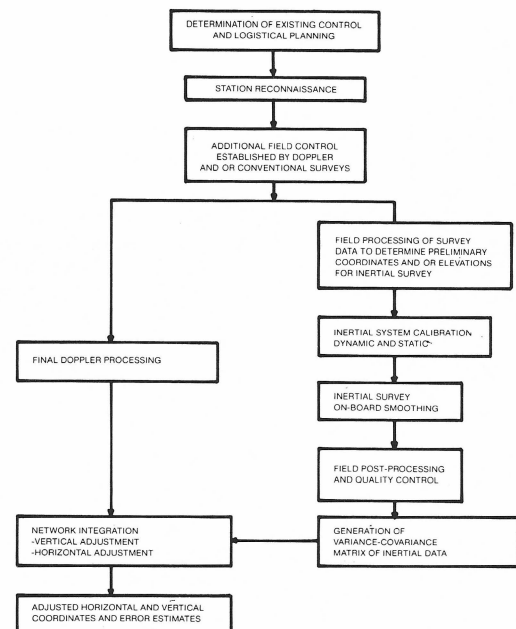 DETERMINATION OF EXISTING CONTROL
AND LOGISTICAL PLANNING
STATION RECONNAISSANCE
ADDITIONAL FIELD CONTROL
ESTABLISHED BY DOPPLER
AND OR CONVENTIONAL SURVEYS
FIELD PROCESSING OF SURVEY
DATA TO DETERMINE PRELIMINARY
COORDINATES AND OR ELEVATIONS
FOR INERTIAL SURVEY
INERTIAL SYSTEM CALIBRATION
DYNAMIC AND STATIC
FINAL DOPPLER PROCESSING
INERTIAL SURVEY
ON-BOARD SMOOTHING
FIELD POST-PROCESSING
AND QUALITY CONTROL
NETWORK INTEGRATION
-VERTICAL ADJUSTMENT
-HORIZONTAL ADJUSTMENT
GENERATION OF
VARIANCE-COVARIANCE
MATRIX OF INERTIAL DATA
ADJUSTED HORIZONTAL AND VERTICAL
COORDINATES AND ERROR ESTIMATES